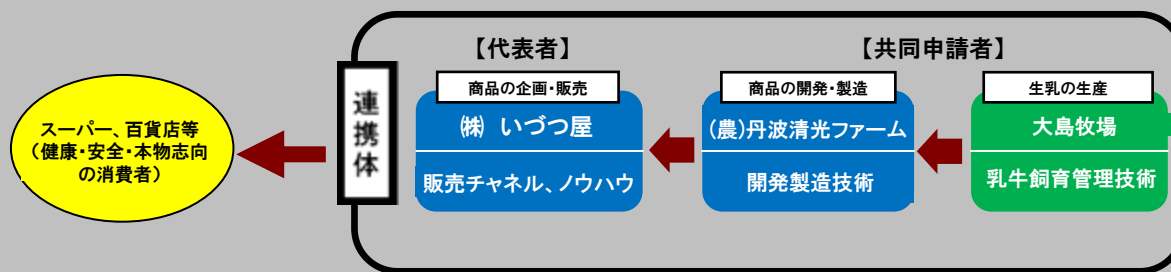 【代表者】
【共同申請者】
連携体
商品の企画・販売
㈱ いづつ屋
販売チャネル、ノウハウ
商品の開発・製造
(農)丹波清光ファーム
開発製造技術
生乳の生産
大島牧場
乳牛飼育管理技術
スーパー、百貨店等
（健康・安全・本物志向
の消費者）